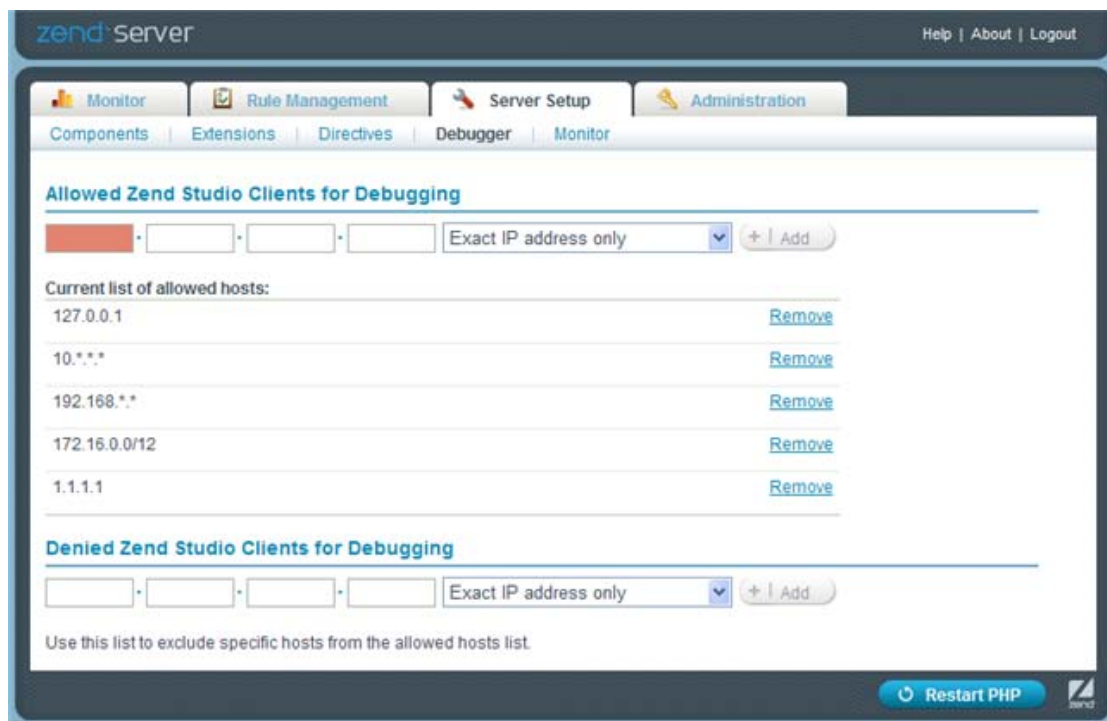 zend server
Help | About | Logout
Monitor Rule Management Server Setup Administration
Components | Extensions | Directives | Debugger | Monitor
Allowed Zend Studio Clients for Debugging
Exact IP address only + | Add
Current list of allowed hosts:
127.0.0.1 Remove
10.*.*.* Remove
192.168.*.* Remove
172.16.0.0/12 Remove
1.1.1.1 Remove
Denied Zend Studio Clients for Debugging
Exact IP address only + | Add
Use this list to exclude specific hosts from the allowed hosts list.
Restart PHP zend